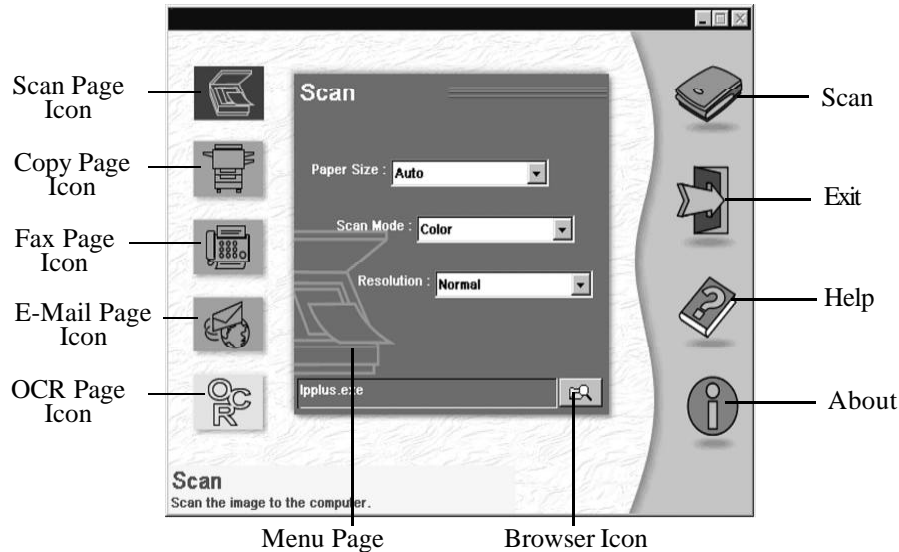 Scan Page
Icon
Copy Page
Icon
Fax Page
Icon
E-Mail Page
Icon
OCR Page
Icon
OCR
Scan
Paper Size : Auto
Scan Mode : Color
Resolution : Normal
Ipplus.exe
Scan
Scan the image to the computer.
Scan
Exit
Help
About
Menu Page
Browser Icon